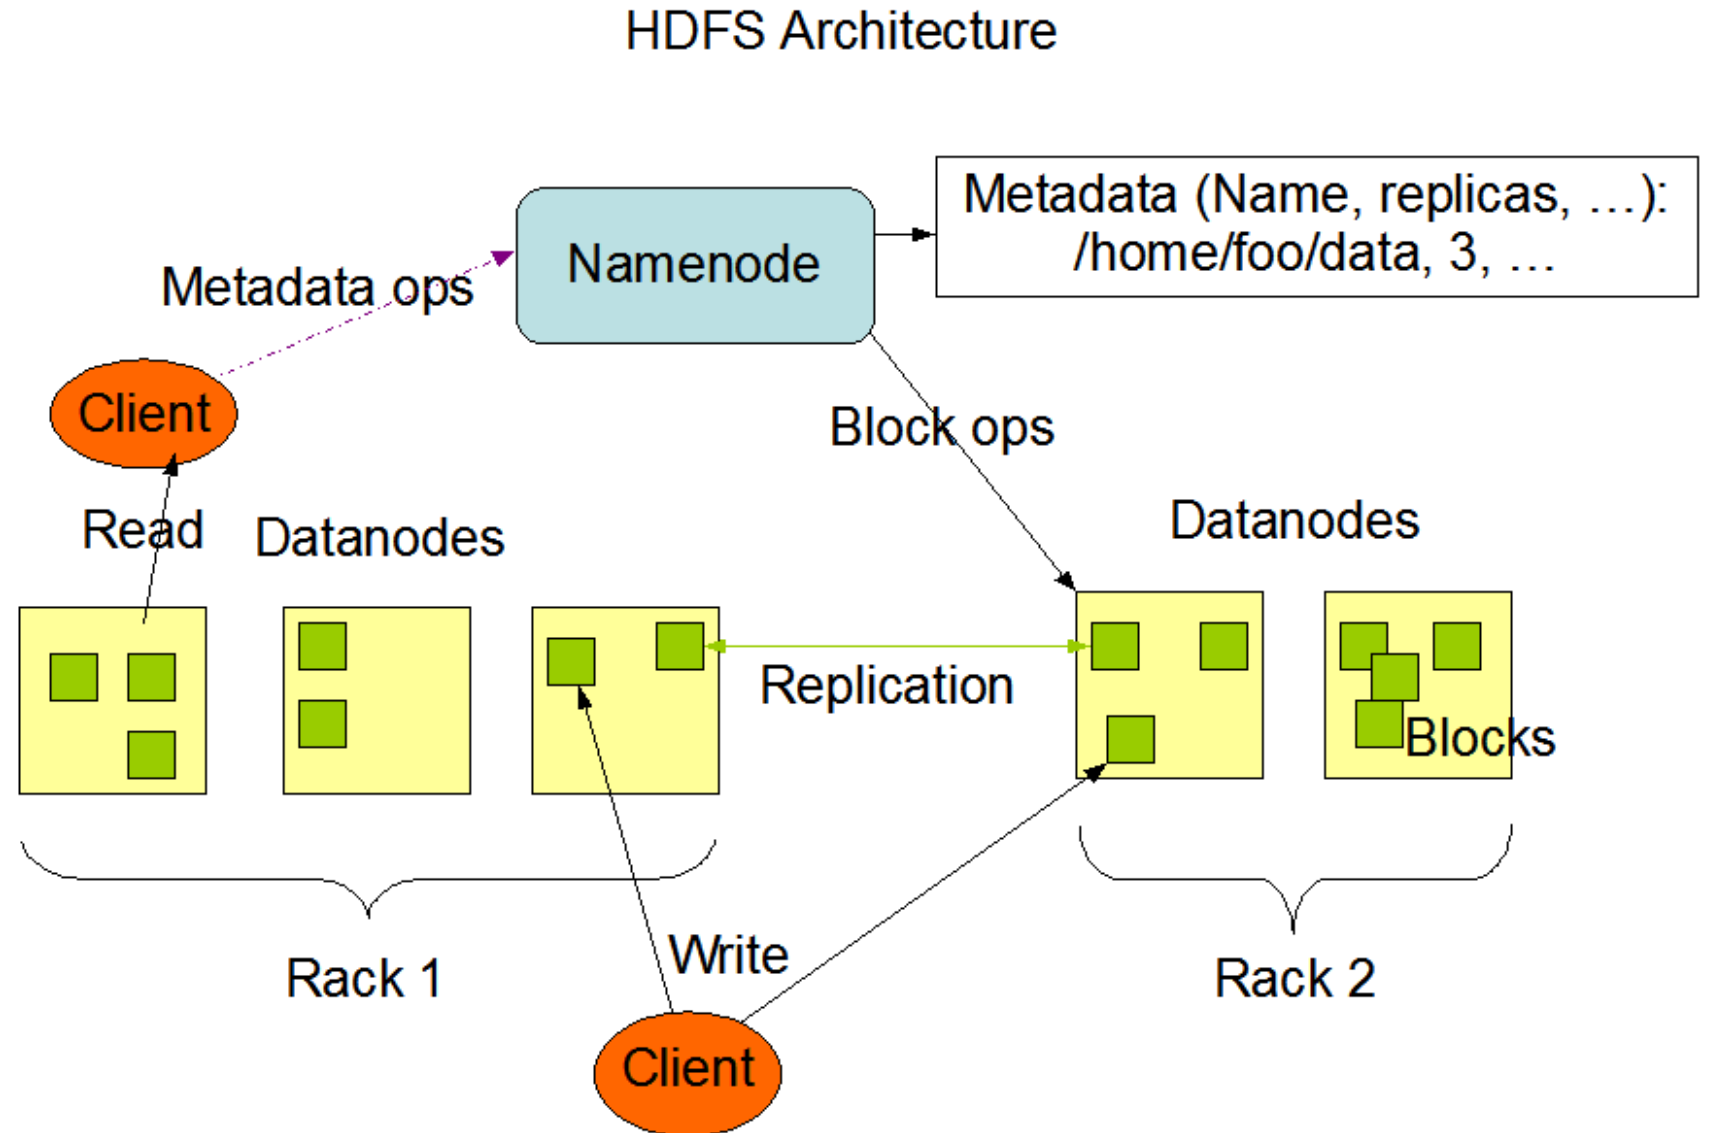 HDFS Architecture
Metadata (Name, replicas, …):
/home/foo/data, 3, …
Namenode
Metadata ops
Client
Block ops
Read
Datanodes
Datanodes
Replication
Blocks
Rack 1
Write
Rack 2
Client